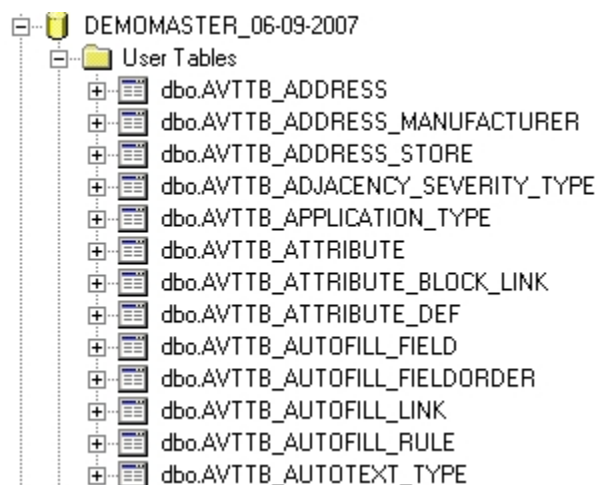 DEMOMASTER_06-09-2007
User Tables
dbo.AVTTB_ADDRESS
dbo.AVTTB_ADDRESS_MANUFACTURER
dbo.AVTTB_ADDRESS_STORE
dbo.AVTTB_ADJACENCY_SEVERITY_TYPE
dbo.AVTTB_APPLICATION_TYPE
dbo.AVTTB_ATTRIBUTE
dbo.AVTTB_ATTRIBUTE_BLOCK_LINK
dbo.AVTTB_ATTRIBUTE_DEF
dbo.AVTTB_AUTOFILL_FIELD
dbo.AVTTB_AUTOFILL_FIELDORDER
dbo.AVTTB_AUTOFILL_LINK
dbo.AVTTB_AUTOFILL_RULE
dbo.AVTTB_AUTOTEXT_TYPE